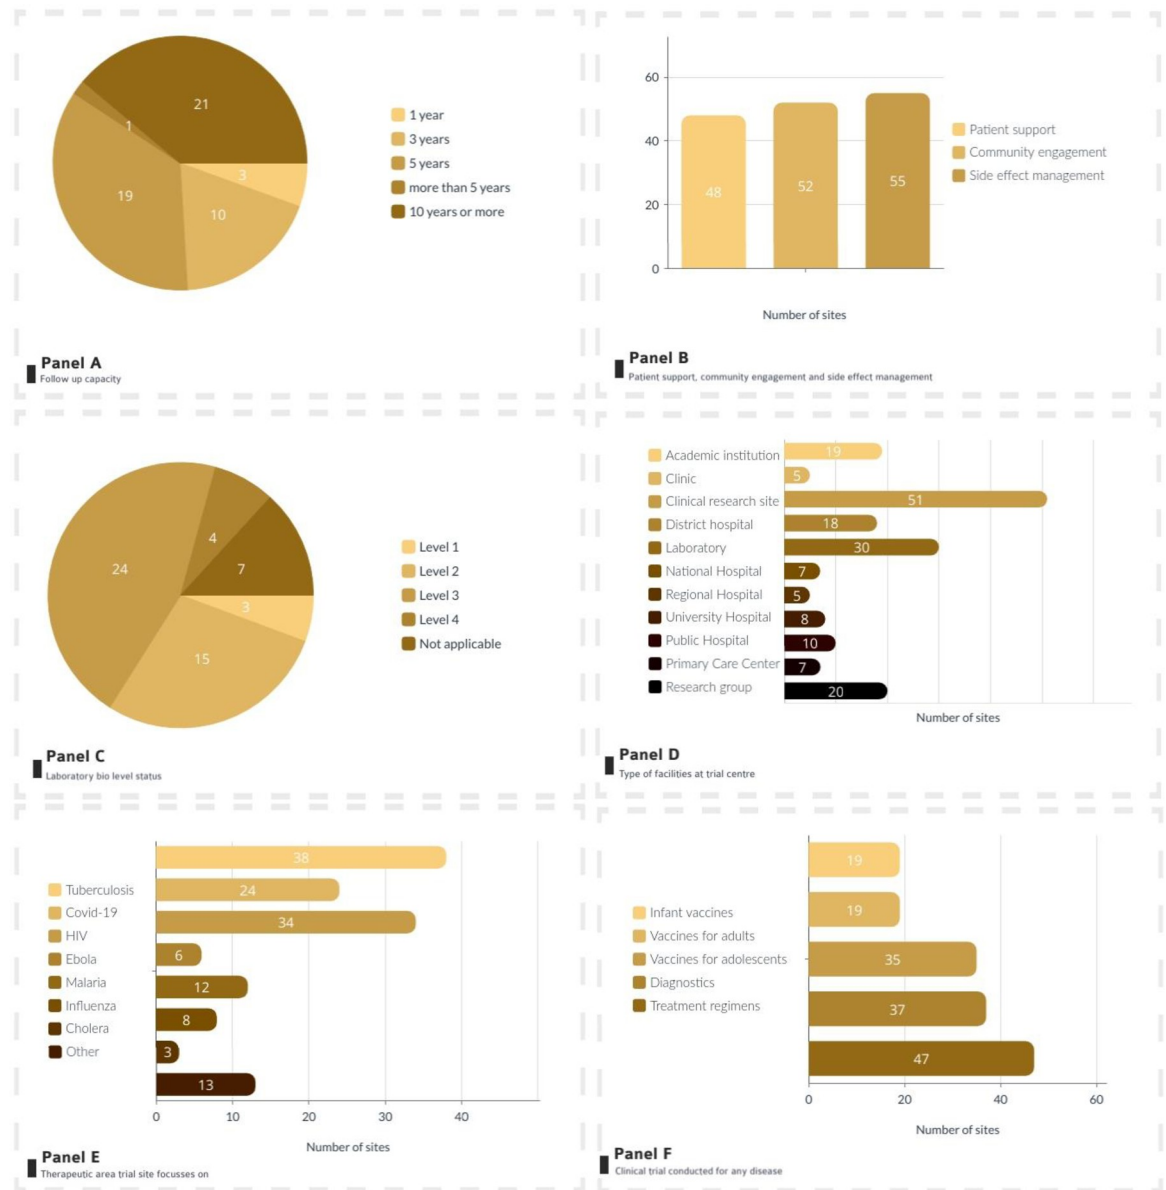 21
1
3
19
10
1 year
3 years
5 years
more than 5 years
10 years or more
Panel A
Follow up capacity
60
40
20
0
48
52
55
Patient support
Community engagement
Side effect management
Number of sites
Panel B
Patient support, community engagement and side effect management
24
4
7
3
15
Level 1
Level 2
Level 3
Level 4
Not applicable
Panel C
Laboratory bio level status
Academic institution 19
Clinic 5
Clinical research site 51
District hospital 18
Laboratory 30
National Hospital 7
Regional Hospital 5
University Hospital 8
Public Hospital 10
Primary Care Center 7
Research group 20
Number of sites
Panel D
Type of facilities at trial centre
Tuberculosis
Covid-19
HIV
Ebola
Malaria
Influenza
Cholera
Other
38
24
34
6
12
8
3
13
0 10 20 30 40
Number of sites
Panel E
Therapeutic area trial site focusses on
Infant vaccines
Vaccines for adults
Vaccines for adolescents
Diagnostics
Treatment regimens
19
19
35
37
47
0 20 40 60
Number of sites
Panel F
Clinical trial conducted for any disease